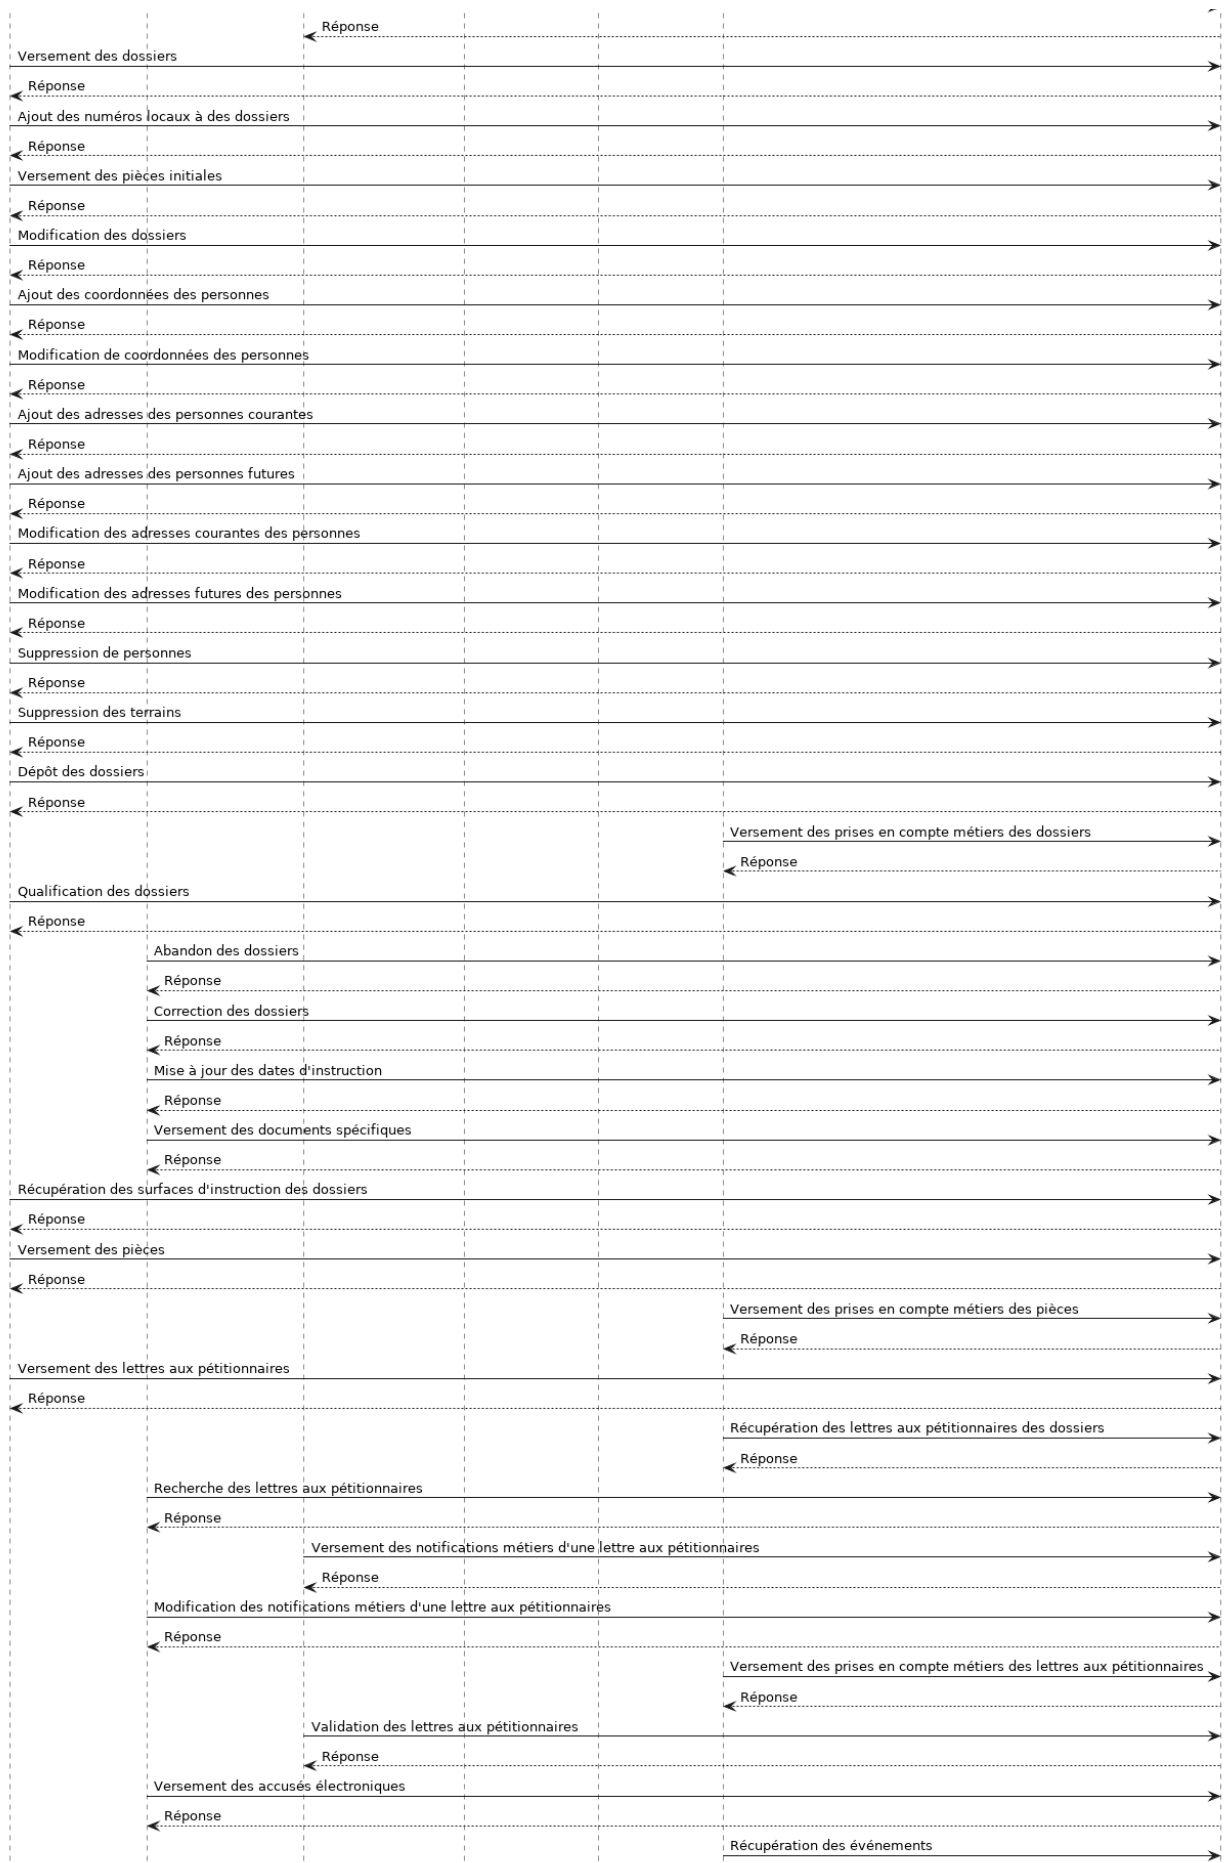 Réponse
Versement des dossiers
Réponse
Ajout des numéros locaux à des dossiers
Réponse
Versement des pièces initiales
Réponse
Modification des dossiers
Réponse
Ajout des coordonnées des personnes
Réponse
Modification de coordonnées des personnes
Réponse
Ajout des adresses des personnes courantes
Réponse
Ajout des adresses des personnes futures
Réponse
Modification des adresses courantes des personnes
Réponse
Modification des adresses futures des personnes
Réponse
Suppression de personnes
Réponse
Suppression des terrains
Réponse
Dépôt des dossiers
Réponse
Versement des prises en compte métiers des dossiers
Réponse
Qualification des dossiers
Réponse
Abandon des dossiers
Réponse
Correction des dossiers
Réponse
Mise à jour des dates d'instruction
Réponse
Versement des documents spécifiques
Réponse
Récupération des surfaces d'instruction des dossiers
Réponse
Versement des pièces
Réponse
Versement des prises en compte métiers des pièces
Réponse
Versement des lettres aux pétitionnaires
Réponse
Récupération des lettres aux pétitionnaires des dossiers
Réponse
Recherche des lettres aux pétitionnaires
Réponse
Versement des notifications métiers d'une lettre aux pétitionnaires
Réponse
Modification des notifications métiers d'une lettre aux pétitionnaires
Réponse
Versement des prises en compte métiers des lettres aux pétitionnaires
Réponse
Validation des lettres aux pétitionnaires
Réponse
Versement des accusés électroniques
Réponse
Récupération des événements